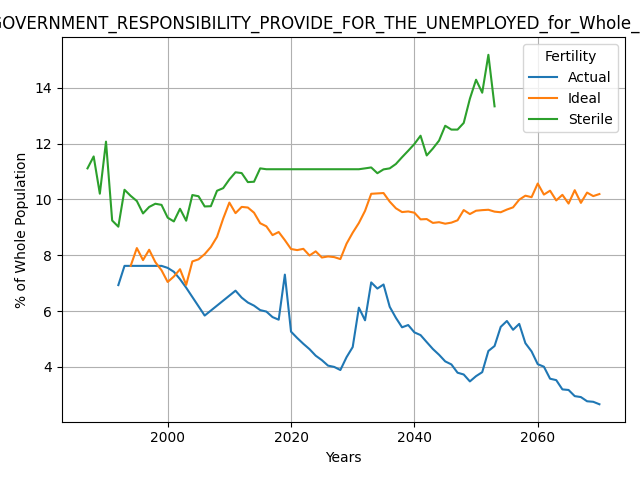 GOVERNMENT_RESPONSIBILITY_PROVIDE_FOR_THE_UNEMPLOYED_for_Whole_
Fertility
Actual
Ideal
Sterile
% of Whole Population
14
12
10
8
6
4
2000 2020 2040 2060
Years